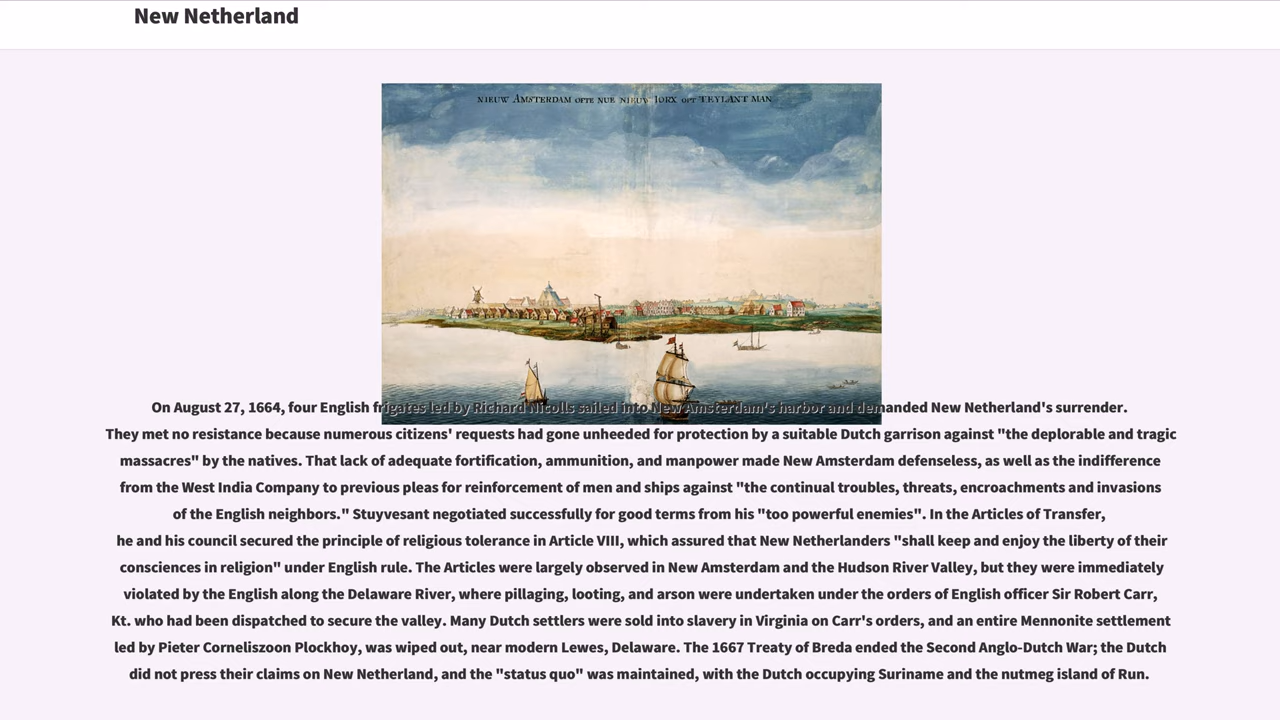 New Netherland
NIEUW AMSTERDAM OFTE NUE NIEUW IORX OPT TEYLANT MAN
On August 27, 1664, four English frigates led by Richard Nicolls sailed into New Amsterdam's harbor and demanded New Netherland's surrender.
They met no resistance because numerous citizens' requests had gone unheeded for protection by a suitable Dutch garrison against "the deplorable and tragic
massacres" by the natives. That lack of adequate fortification, ammunition, and manpower made New Amsterdam defenseless, as well as the indifference
from the West India Company to previous pleas for reinforcement of men and ships against "the continual troubles, threats, encroachments and invasions
of the English neighbors." Stuyvesant negotiated successfully for good terms from his "too powerful enemies". In the Articles of Transfer,
he and his council secured the principle of religious tolerance in Article VIII, which assured that New Netherlanders "shall keep and enjoy the liberty of their
consciences in religion" under English rule. The Articles were largely observed in New Amsterdam and the Hudson River Valley, but they were immediately
violated by the English along the Delaware River, where pillaging, looting, and arson were undertaken under the orders of English officer Sir Robert Carr,
Kt. who had been dispatched to secure the valley. Many Dutch settlers were sold into slavery in Virginia on Carr's orders, and an entire Mennonite settlement
led by Pieter Corneliszoon Plockhoy, was wiped out, near modern Lewes, Delaware. The 1667 Treaty of Breda ended the Second Anglo-Dutch War; the Dutch
did not press their claims on New Netherland, and the "status quo" was maintained, with the Dutch occupying Suriname and the nutmeg island of Run.